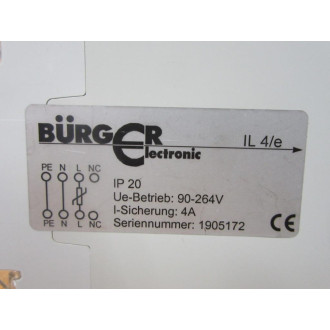 BÜRGER
Electronic
IL 4/e
PE N L NC
PE N L NC
IP 20
Ue-Betrieb: 90-264V
I-Sicherung: 4A
Seriennummer: 1905172
CE